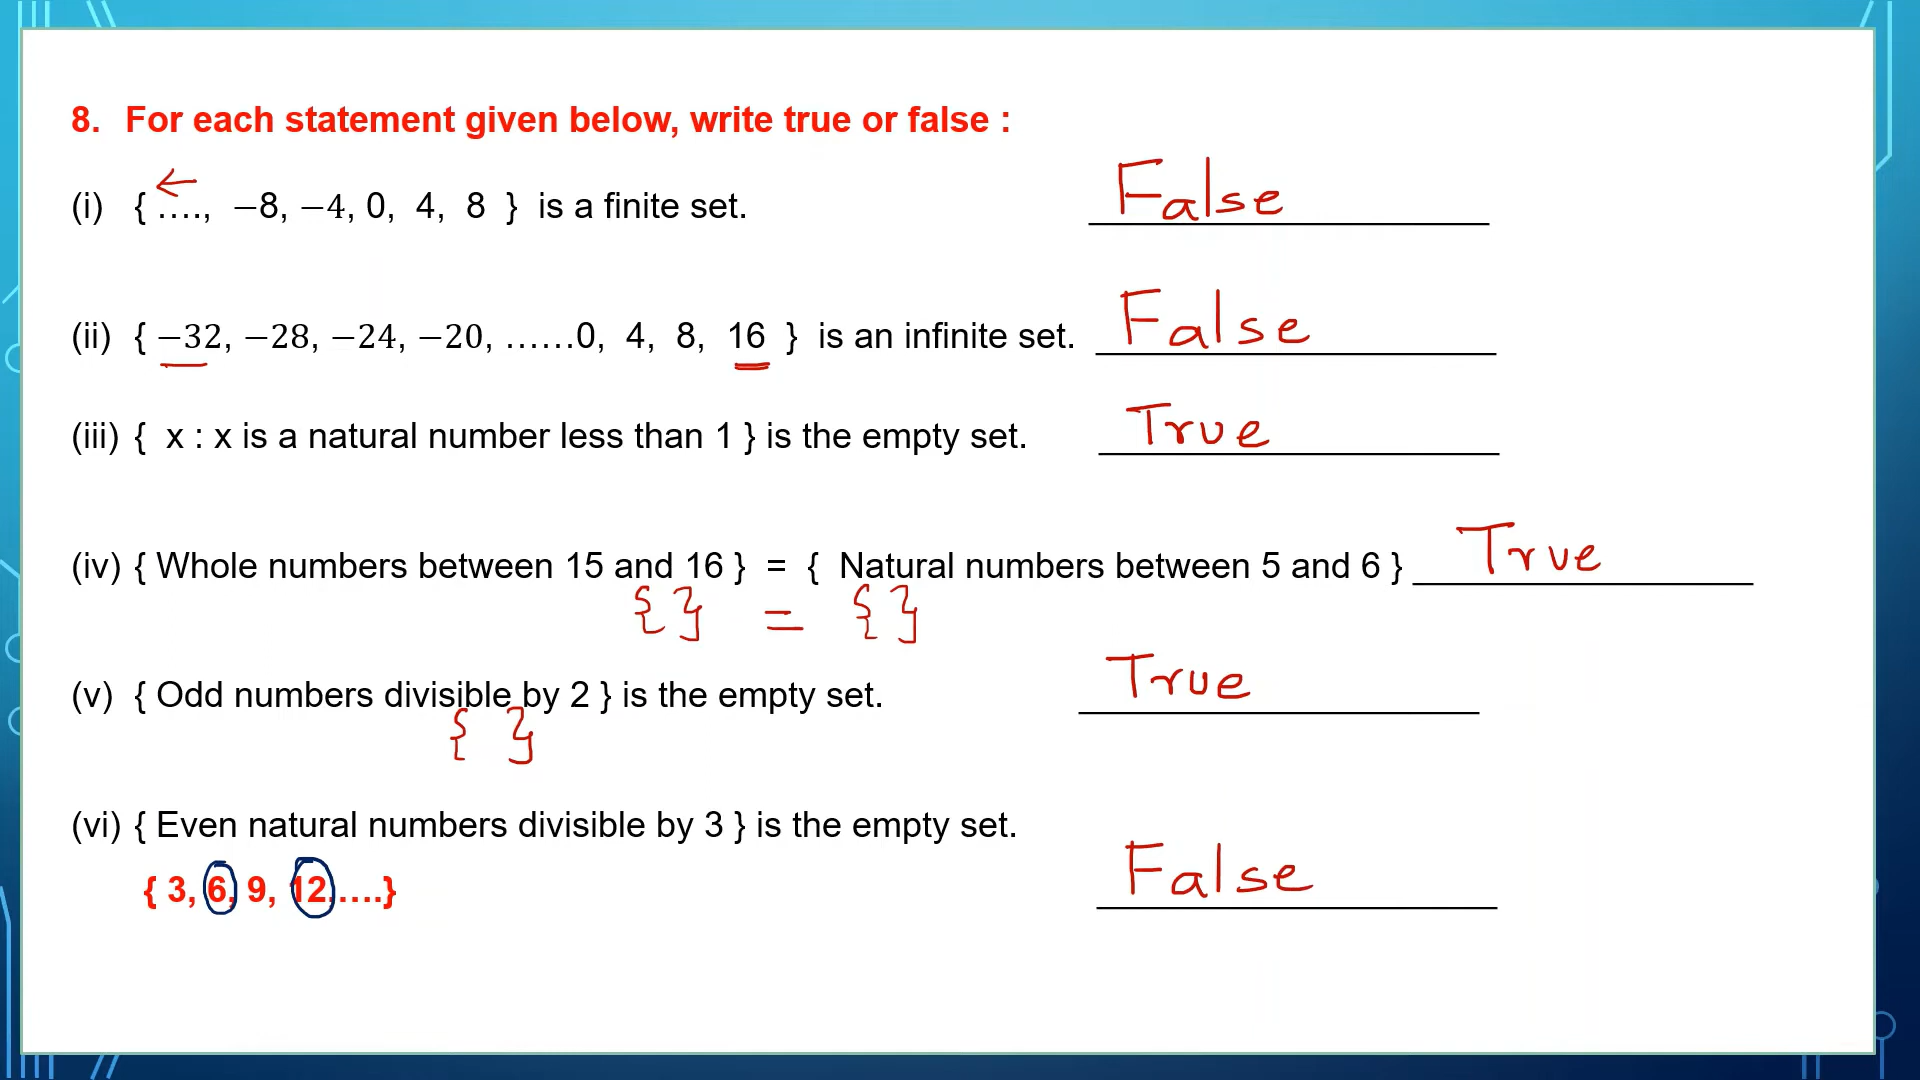 8. For each statement given below, write true or false :
(i) { …., −8, −4, 0, 4, 8 } is a finite set. False
(ii) { −32, −28, −24, −20, ……0, 4, 8, 16 } is an infinite set. False
(iii) { x : x is a natural number less than 1 } is the empty set. True
(iv) { Whole numbers between 15 and 16 } = { Natural numbers between 5 and 6 } True
{ } = { }
(v) { Odd numbers divisible by 2 } is the empty set. True
{ }
(vi) { Even natural numbers divisible by 3 } is the empty set.
{ 3, 6, 9, 12…..} False